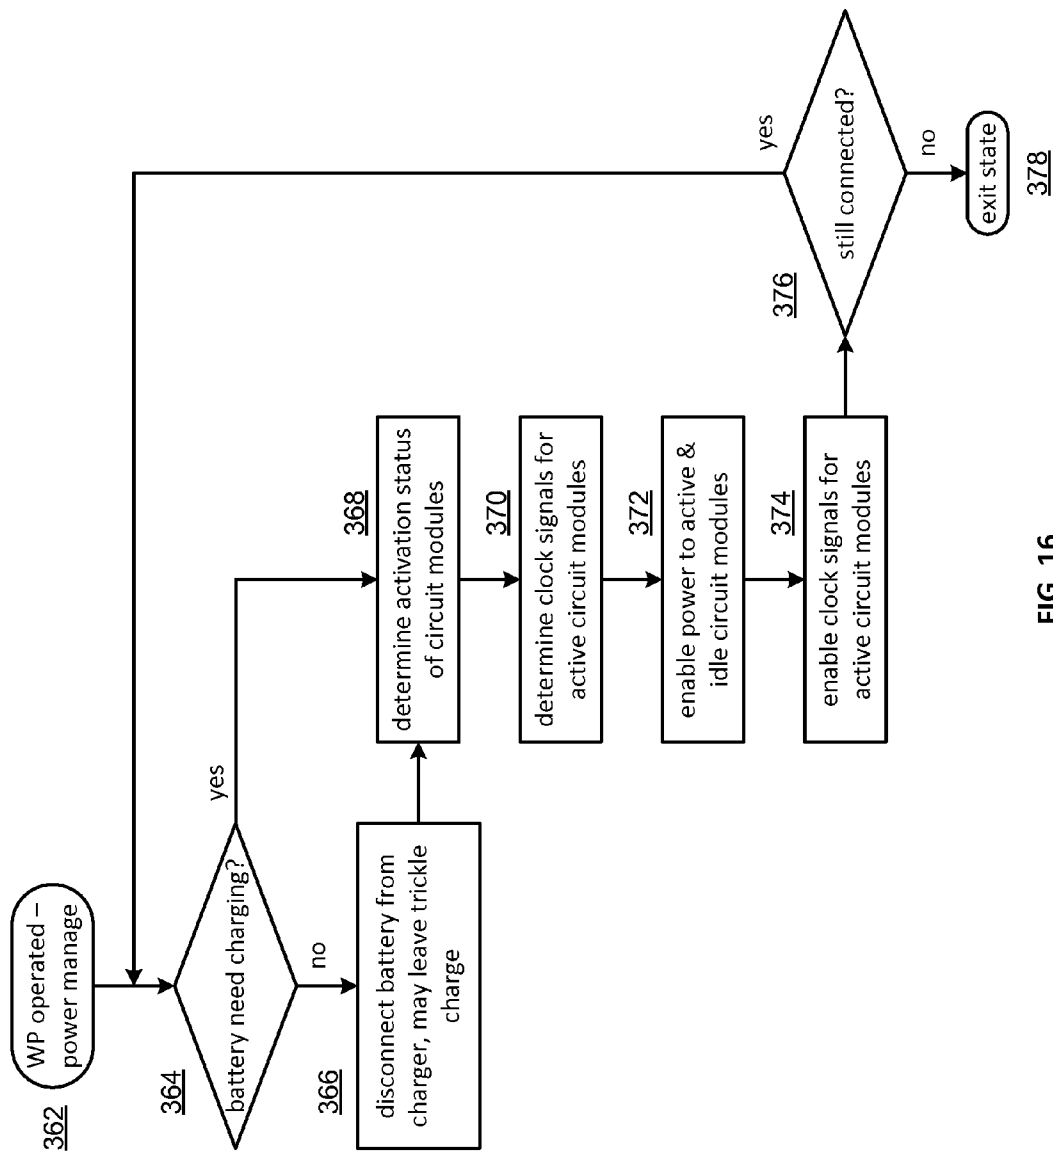 362
WP operated –
power manage
364
battery need charging?
yes
no
366
disconnect battery from
charger, may leave trickle
charge
368
determine activation status
of circuit modules
370
determine clock signals for
active circuit modules
372
enable power to active &
idle circuit modules
374
enable clock signals for
active circuit modules
376
still connected?
yes
no
exit state
378
FIG. 16